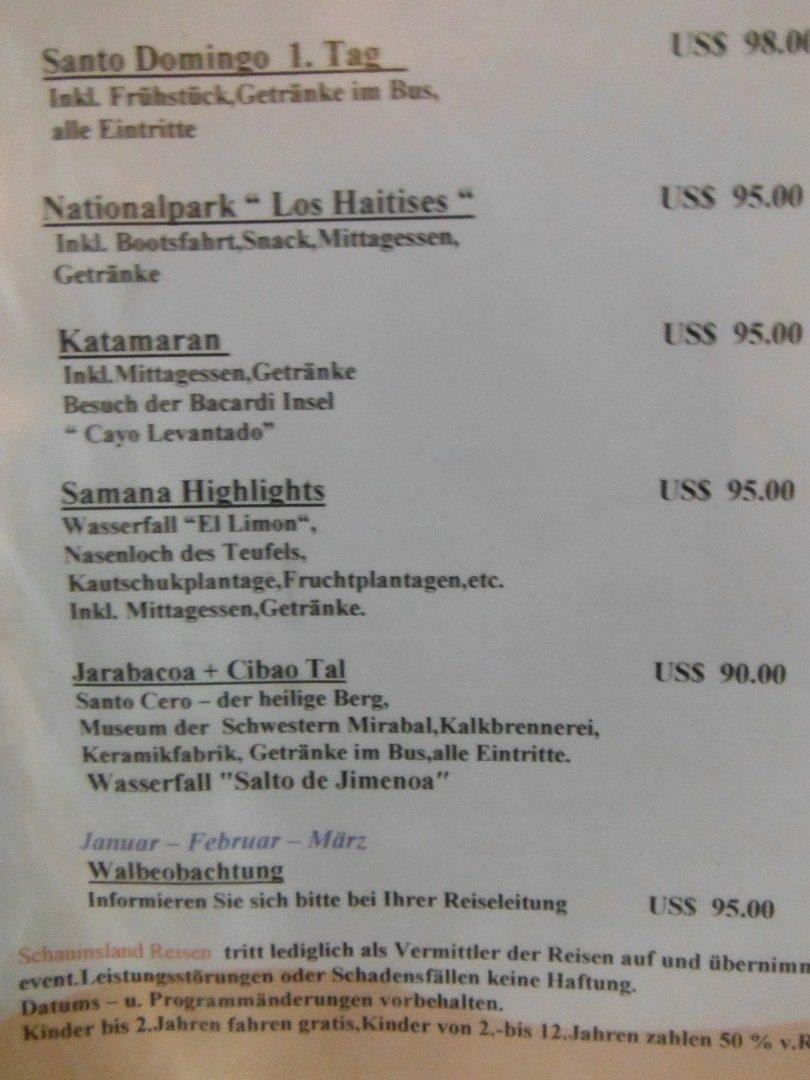 Santo Domingo 1. Tag US$ 98.00
Inkl. Frühstück,Getränke im Bus,
alle Eintritte
Nationalpark “ Los Haitises “ US$ 95.00
Inkl. Bootsfahrt,Snack,Mittagessen,
Getränke
Katamaran US$ 95.00
Inkl.Mittagessen,Getränke
Besuch der Bacardi Insel
“ Cayo Levantado”
Samana Highlights US$ 95.00
Wasserfall “El Limon“,
Nasenloch des Teufels,
Kautschukplantage,Fruchtplantagen,etc.
Inkl. Mittagessen,Getränke.
Jarabacoa + Cibao Tal US$ 90.00
Santo Cero – der heilige Berg,
Museum der Schwestern Mirabal,Kalkbrennerei,
Keramikfabrik, Getränke im Bus,alle Eintritte.
Wasserfall "Salto de Jimenoa"
Januar – Februar – März
Walbeobachtung
Informieren Sie sich bitte bei Ihrer Reiseleitung US$ 95.00
Schauinsland Reisen tritt lediglich als Vermittler der Reisen auf und übernimm
event.Leistungsstörungen oder Schadensfällen keine Haftung.
Datums – u. Programmänderungen vorbehalten.
Kinder bis 2.Jahren fahren gratis,Kinder von 2.-bis 12.Jahren zahlen 50 % v.R